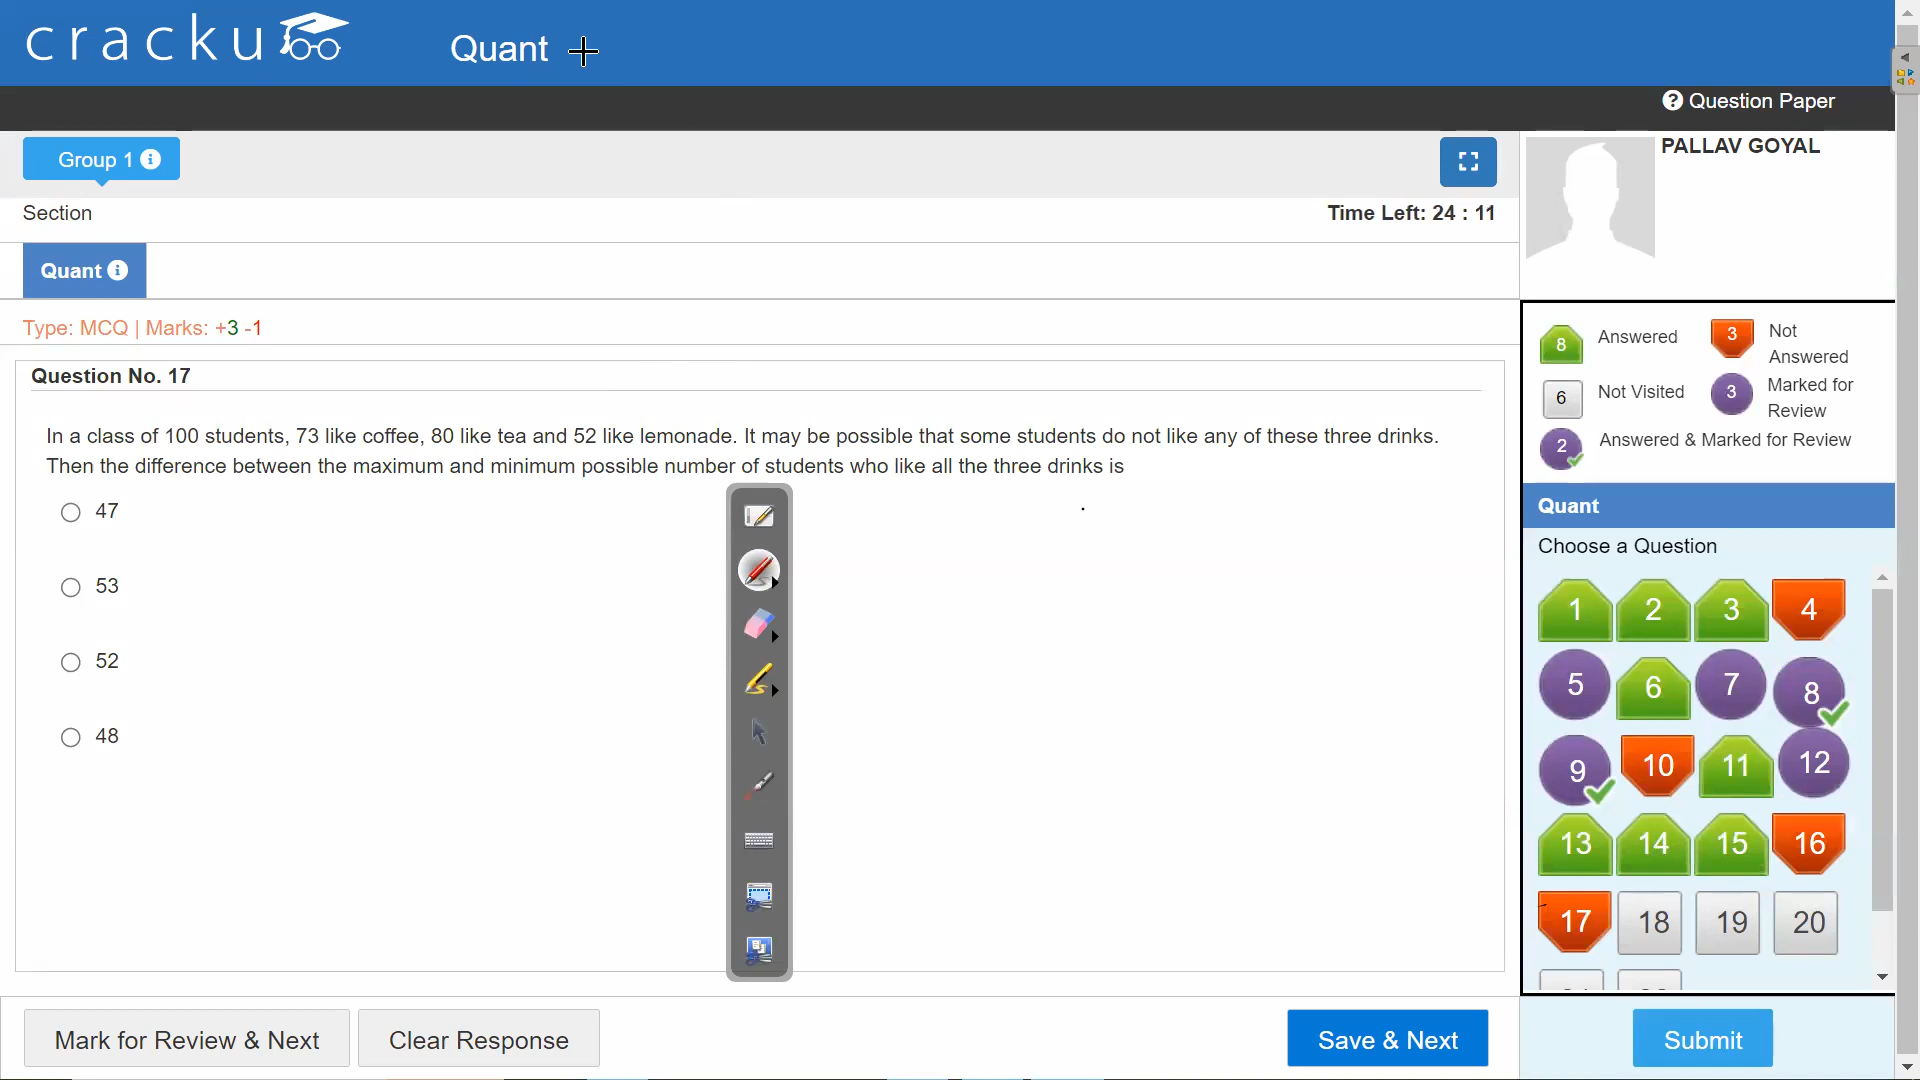 cracku
Quant
Question Paper
Group 1
PALLAV GOYAL
Section
Time Left: 24 : 11
Quant
Type: MCQ | Marks: +3 -1
8 Answered
3 Not Answered
6 Not Visited
3 Marked for Review
2 Answered & Marked for Review
Question No. 17
In a class of 100 students, 73 like coffee, 80 like tea and 52 like lemonade. It may be possible that some students do not like any of these three drinks.
Then the difference between the maximum and minimum possible number of students who like all the three drinks is
47
53
52
48
Quant
Choose a Question
1 2 3 4
5 6 7 8
9 10 11 12
13 14 15 16
17 18 19 20
Mark for Review & Next
Clear Response
Save & Next
Submit